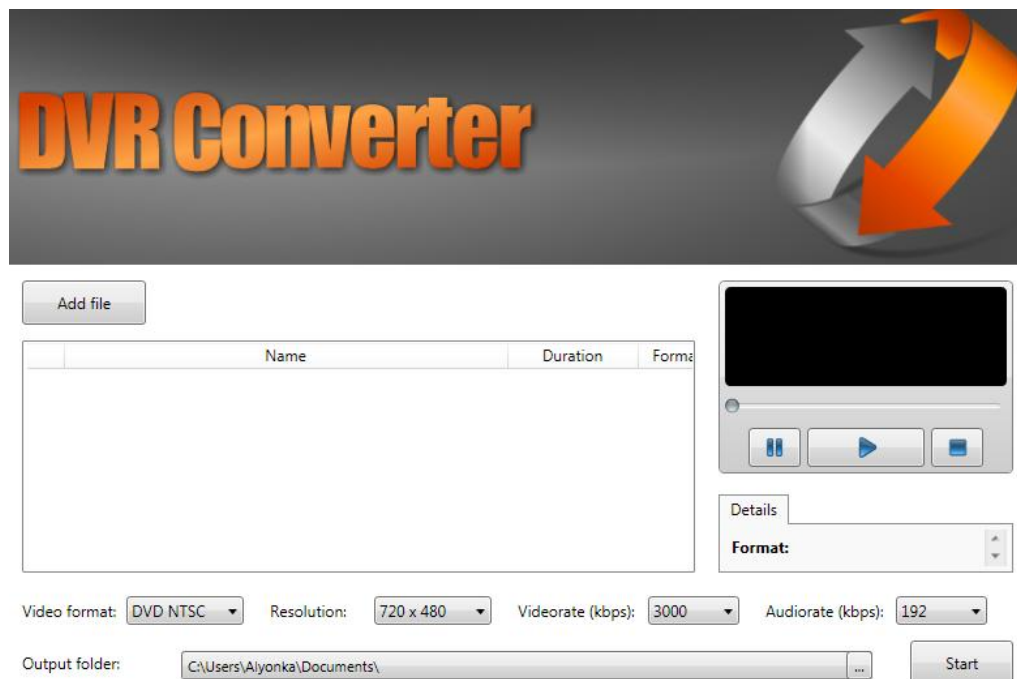 DVR Converter
Add file
Name Duration Forma
Details
Format:
Video format: DVD NTSC Resolution: 720 x 480 Videorate (kbps): 3000 Audiorate (kbps): 192
Output folder: C:\Users\Alyonka\Documents\ ... Start